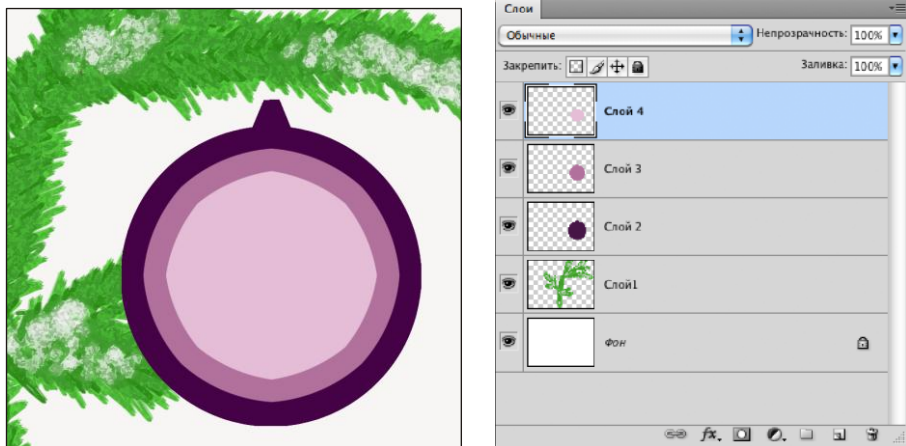 Слои
Обычные Непрозрачность: 100%
Закрепить: Заливка: 100%
Слой 4
Слой 3
Слой 2
Слой1
Фон
fx.